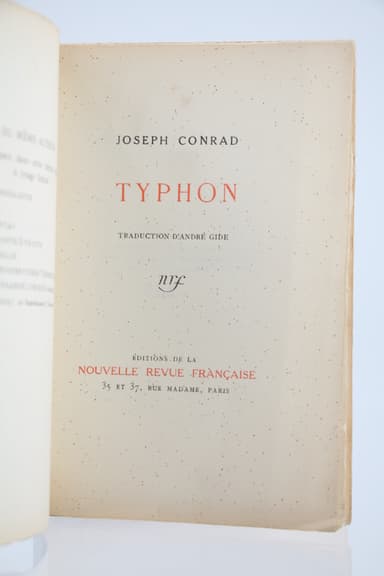 JOSEPH CONRAD
TYPHON
TRADUCTION D'ANDRÉ GIDE
nrf
ÉDITIONS DE LA
NOUVELLE REVUE FRANÇAISE
35 ET 37, RUE MADAME, PARIS